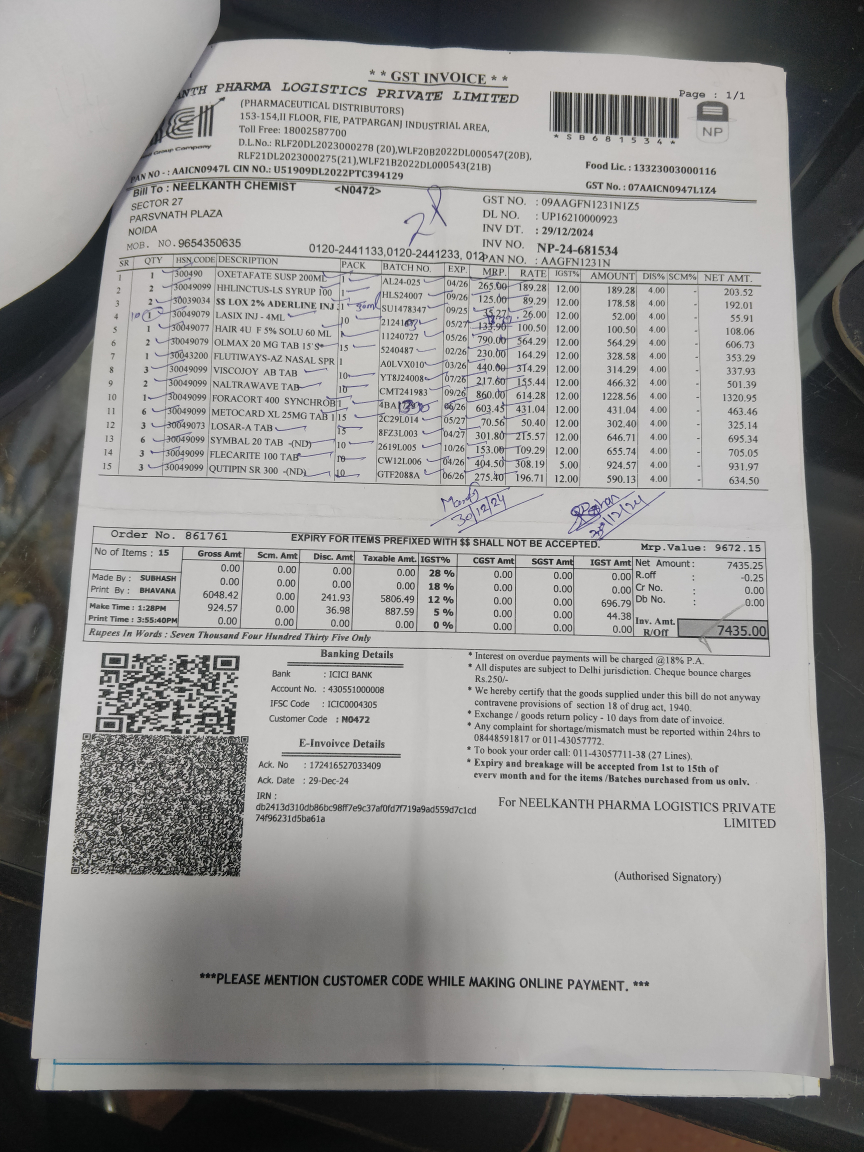 ** GST INVOICE **
Page : 1/1
NTH PHARMA LOGISTICS PRIVATE LIMITED
(PHARMACEUTICAL DISTRIBUTORS)
153-154,II FLOOR, FIE, PATPARGANJ INDUSTRIAL AREA,
Toll Free: 18002587700
D.L.No.: RLF20DL2023000278 (20),WLF20B2022DL000547(20B),
RLF21DL2023000275(21),WLF21B2022DL000543(21B)
*SB681534*
NP
Group Company
PAN NO - : AAICN0947L CIN NO.: U51909DL2022PTC394129
Food Lic. : 13323003000116
GST No. : 07AAICN0947L1Z4
Bill To : NEELKANTH CHEMIST <N0472>
SECTOR 27
PARSVNATH PLAZA
NOIDA
MOB. NO. 9654350635
0120-2441133,0120-2441233, 012
GST NO. : 09AAGFN1231N1Z5
DL NO. : UP16210000923
INV DT. : 29/12/2024
INV NO. NP-24-681534
PAN NO. : AAGFN1231N
SR QTY HSN CODE DESCRIPTION PACK BATCH NO. EXP. MRP. RATE IGST% AMOUNT DIS% SCM% NET AMT.
1 1 300490 OXETAFATE SUSP 200ML 1 AL24-025 04/26 265.00 189.28 12.00 189.28 4.00 - 203.52
2 2 30049099 HHLINCTUS-LS SYRUP 100 1 HLS24007 09/26 125.00 89.29 12.00 178.58 4.00 - 192.01
3 2 30039034 $$ LOX 2% ADERLINE INJ 1 30ml SU1478347 09/25 26.00 12.00 52.00 4.00 - 55.91
4 10 1 30049079 LASIX INJ - 4ML 10 05/27 133.90 100.50 12.00 100.50 4.00 - 108.06
5 1 30049077 HAIR 4U F 5% SOLU 60 ML 11240727 05/26 790.00 564.29 12.00 564.29 4.00 - 606.73
6 2 30049079 OLMAX 20 MG TAB 15'S* 15 5240487 02/26 230.00 164.29 12.00 328.58 4.00 - 353.29
7 1 30043200 FLUTIWAYS-AZ NASAL SPR 1 A0LVX010 03/26 440.00 314.29 12.00 314.29 4.00 - 337.93
8 3 30049099 VISCOJOY AB TAB 10 YT8J24008 07/26 217.60 155.44 12.00 466.32 4.00 - 501.39
9 2 30049099 NALTRAWAVE TAB 10 CMT241983 09/26 860.00 614.28 12.00 1228.56 4.00 - 1320.95
10 1 30049099 FORACORT 400 SYNCHROB 1 06/26 603.45 431.04 12.00 431.04 4.00 - 463.46
11 6 30049099 METOCARD XL 25MG TAB 1 15 2C29L014 05/27 70.56 50.40 12.00 302.40 4.00 - 325.14
12 3 30049073 LOSAR-A TAB 15 8FZ3L003 04/27 301.80 215.57 12.00 646.71 4.00 - 695.34
13 6 30049099 SYMBAL 20 TAB -(ND) 10 2619L005 10/26 153.00 109.29 12.00 655.74 4.00 - 705.05
14 3 30049099 FLECARITE 100 TAB 10 CW12L006 04/26 404.50 308.19 5.00 924.57 4.00 - 931.97
15 3 30049099 QUTIPIN SR 300 -(ND) 10 GTF2088A 06/26 275.40 196.71 12.00 590.13 4.00 - 634.50
30/12/24
30/12/24
Order No. 861761 EXPIRY FOR ITEMS PREFIXED WITH $$ SHALL NOT BE ACCEPTED. Mrp.Value: 9672.15
No of Items : 15 Gross Amt Scm. Amt Disc. Amt Taxable Amt. IGST% CGST Amt SGST Amt IGST Amt
0.00 0.00 0.00 0.00 28 % 0.00 0.00 0.00
0.00 0.00 0.00 0.00 18 % 0.00 0.00 0.00
6048.42 0.00 241.93 5806.49 12 % 0.00 0.00 696.79
924.57 0.00 36.98 887.59 5 % 0.00 0.00 44.38
0.00 0.00 0.00 0.00 0 % 0.00 0.00 0.00
Made By : SUBHASH
Print By : BHAVANA
Make Time : 1:28PM
Print Time : 3:55:40PM
Net Amount : 7435.25
R.off : -0.25
Cr No. : 0.00
Db No. : 0.00
Inv. Amt. R/Off 7435.00
Rupees In Words : Seven Thousand Four Hundred Thirty Five Only
Banking Details
Bank : ICICI BANK
Account No. : 430551000008
IFSC Code : ICIC0004305
Customer Code : N0472
E-Invoivce Details
Ack. No : 172416527033409
Ack. Date : 29-Dec-24
IRN :
db2413d310db86bc98ff7e9c37af0fd7f719a9ad559d7c1cd
74f96231d5ba61a
* Interest on overdue payments will be charged @18% P.A.
* All disputes are subject to Delhi jurisdiction. Cheque bounce charges
Rs.250/-
* We hereby certify that the goods supplied under this bill do not anyway
contravene provisions of section 18 of drug act, 1940.
* Exchange / goods return policy - 10 days from date of invoice.
* Any complaint for shortage/mismatch must be reported within 24hrs to
08448591817 or 011-43057772.
* To book your order call: 011-43057711-38 (27 Lines).
* Expiry and breakage will be accepted from 1st to 15th of
every month and for the items /Batches purchased from us only.
For NEELKANTH PHARMA LOGISTICS PRIVATE
LIMITED
(Authorised Signatory)
***PLEASE MENTION CUSTOMER CODE WHILE MAKING ONLINE PAYMENT. ***